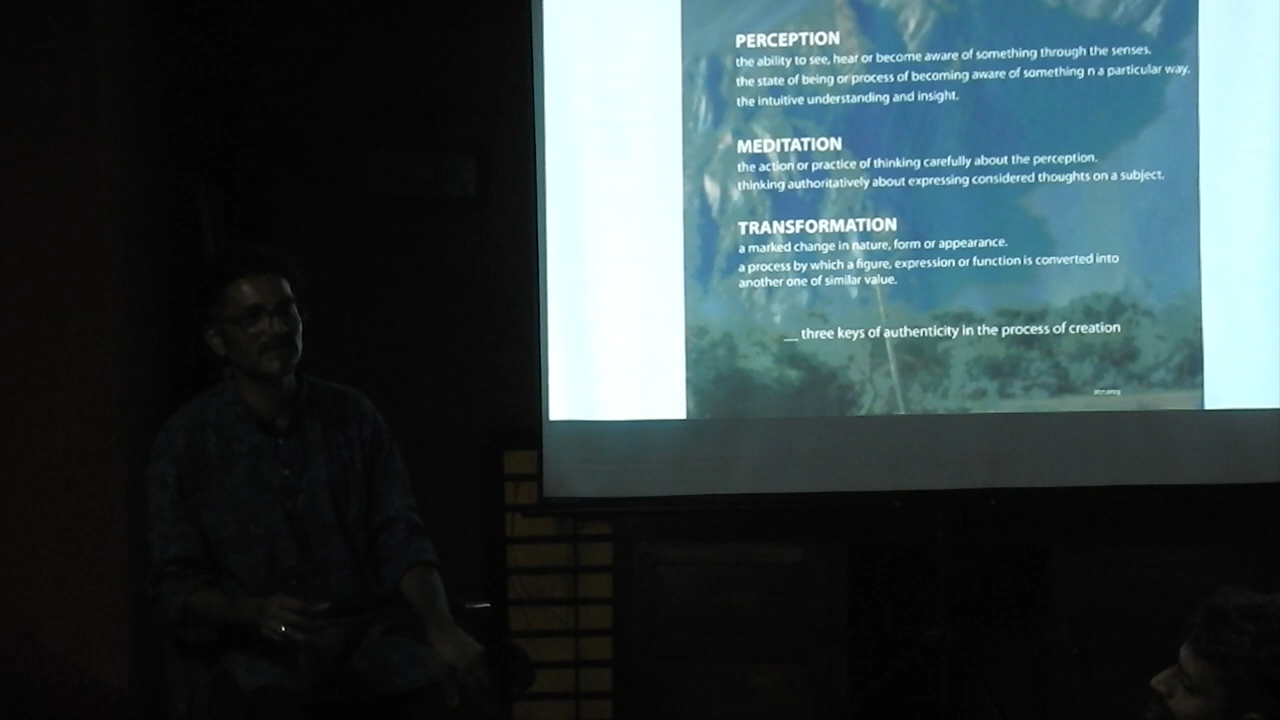 PERCEPTION
the ability to see, hear or become aware of something through the senses.
the state of being or process of becoming aware of something n a particular way.
the intuitive understanding and insight.
MEDITATION
the action or practice of thinking carefully about the perception.
thinking authoritatively about expressing considered thoughts on a subject.
TRANSFORMATION
a marked change in nature, form or appearance.
a process by which a figure, expression or function is converted into
another one of similar value.
__ three keys of authenticity in the process of creation